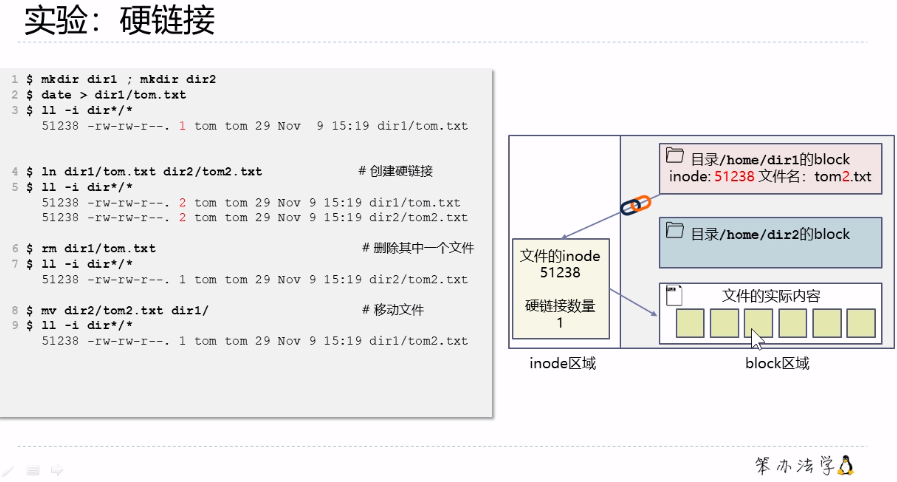 实验：硬链接
1 $ mkdir dir1 ; mkdir dir2
2 $ date > dir1/tom.txt
3 $ ll -i dir*/*
51238 -rw-rw-r--. 1 tom tom 29 Nov  9 15:19 dir1/tom.txt
4 $ ln dir1/tom.txt dir2/tom2.txt # 创建硬链接
5 $ ll -i dir*/*
51238 -rw-rw-r--. 2 tom tom 29 Nov 9 15:19 dir1/tom.txt
51238 -rw-rw-r--. 2 tom tom 29 Nov 9 15:19 dir2/tom2.txt
6 $ rm dir1/tom.txt # 删除其中一个文件
7 $ ll -i dir*/*
51238 -rw-rw-r--. 1 tom tom 29 Nov 9 15:19 dir2/tom2.txt
8 $ mv dir2/tom2.txt dir1/ # 移动文件
9 $ ll -i dir*/*
51238 -rw-rw-r--. 1 tom tom 29 Nov 9 15:19 dir1/tom2.txt
目录/home/dir1的block
inode: 51238 文件名：tom2.txt
目录/home/dir2的block
文件的inode
51238
硬链接数量
1
文件的实际内容
inode区域
block区域
笨办法学